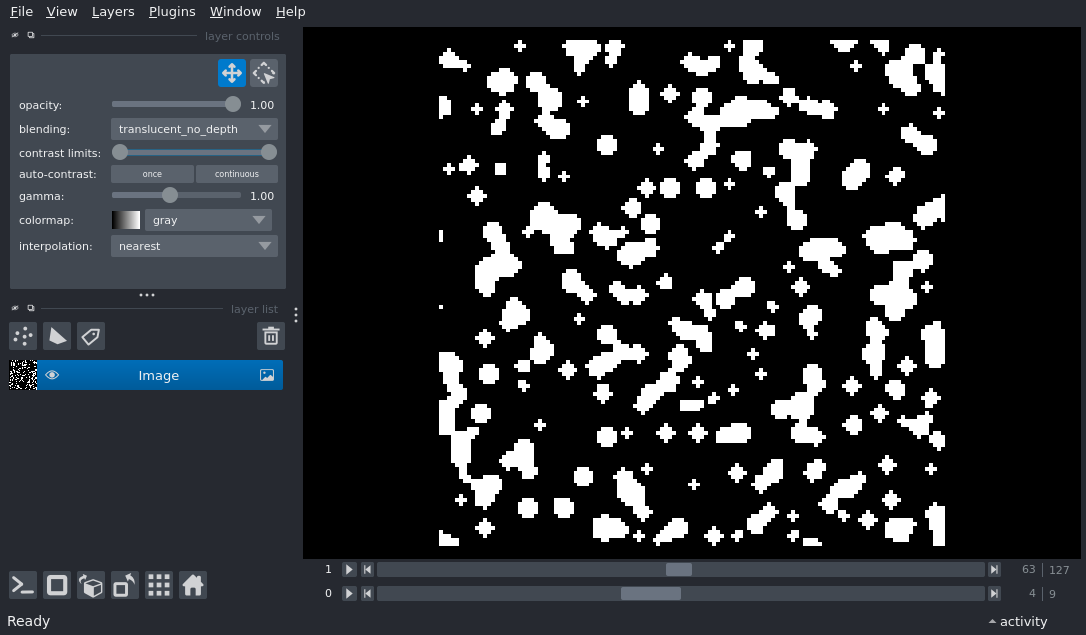 File View Layers Plugins Window Help
layer controls
opacity: 1.00
blending: translucent_no_depth
contrast limits:
auto-contrast: once continuous
gamma: 1.00
colormap: gray
interpolation: nearest
layer list
Image
1 63 127
0 4 9
Ready activity